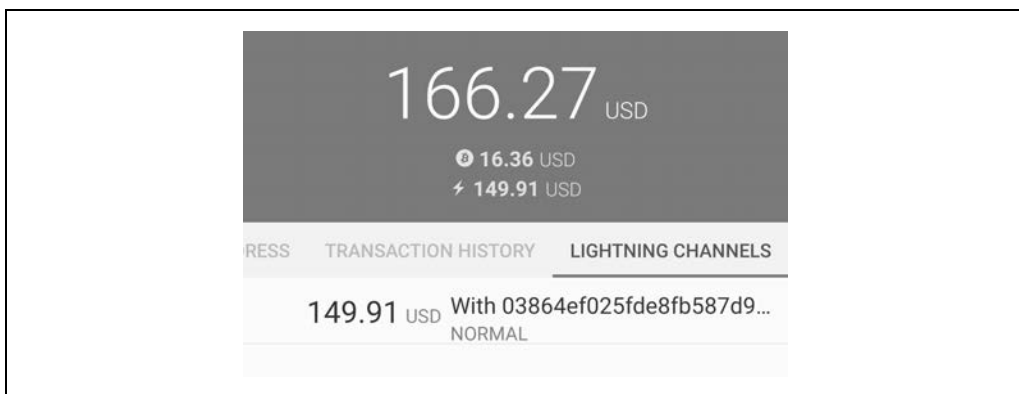 166.27 USD
16.36 USD
149.91 USD
RESS TRANSACTION HISTORY LIGHTNING CHANNELS
149.91 USD With 03864ef025fde8fb587d9...
NORMAL